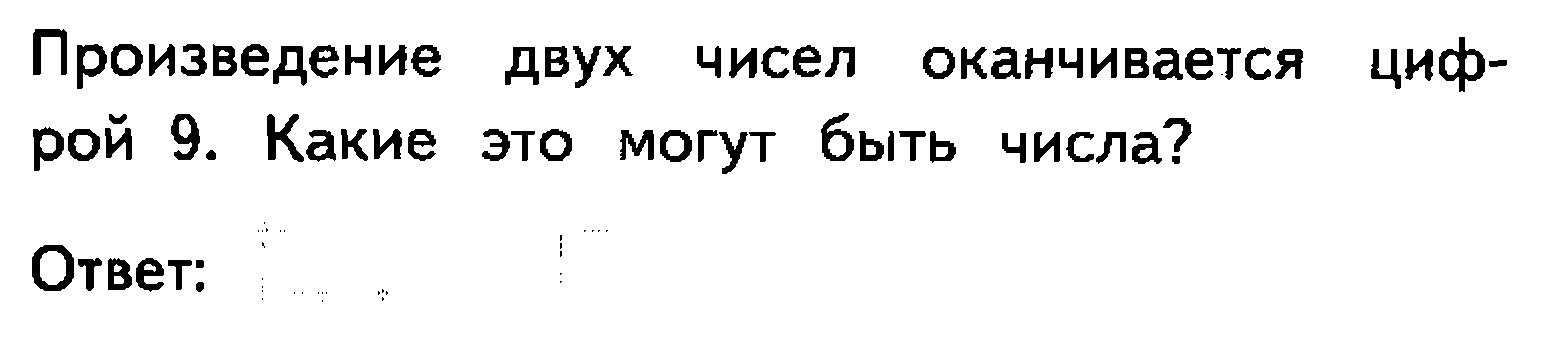 Произведение двух чисел оканчивается циф-
рой 9. Какие это могут быть числа?
Ответ: